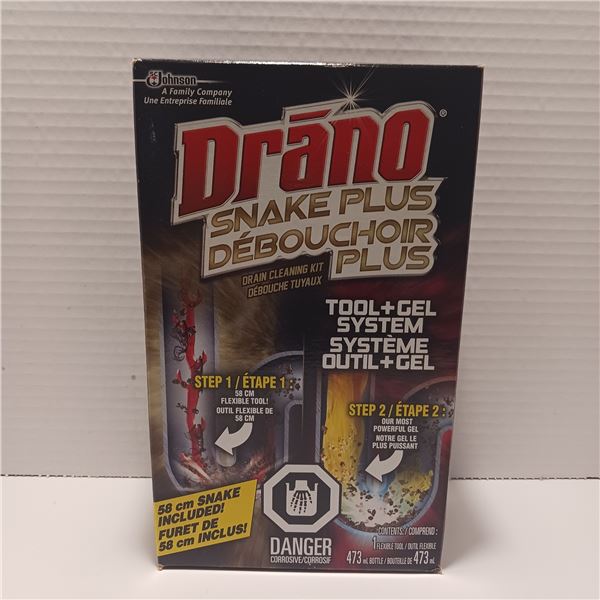 Johnson
A Family Company
Une Entreprise Familiale
Drāno®
SNAKE PLUS
DÉBOUCHOIR
PLUS
DRAIN CLEANING KIT
DÉBOUCHE TUYAUX
TOOL+GEL
SYSTEM
SYSTÈME
OUTIL+GEL
STEP 1 / ÉTAPE 1 :
58 CM
FLEXIBLE TOOL!
OUTIL FLEXIBLE DE
58 CM
STEP 2 / ÉTAPE 2 :
OUR MOST
POWERFUL GEL
NOTRE GEL LE
PLUS PUISSANT
58 cm SNAKE
INCLUDED!
FURET DE
58 cm INCLUS!
DANGER
CORROSIVE/CORROSIF
CONTENTS: / COMPREND :
1 FLEXIBLE TOOL / OUTIL FLEXIBLE
473 mL BOTTLE / BOUTEILLE DE 473 mL